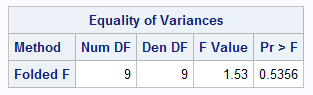 Equality of Variances
Method Num DF Den DF F Value Pr > F
Folded F 9 9 1.53 0.5356